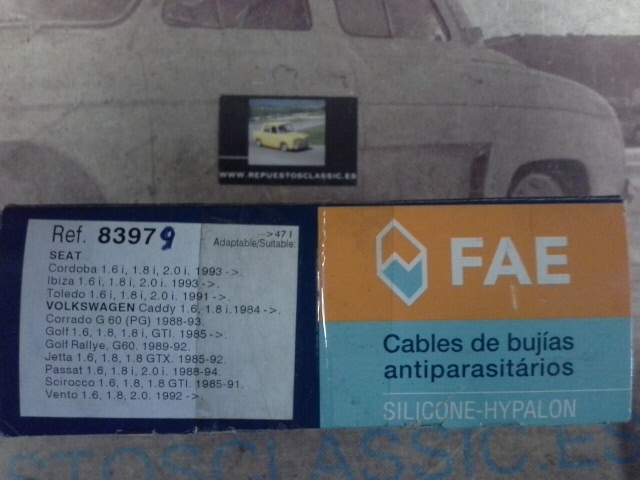 WWW.REPUESTOSCLASSIC.ES
Ref. 83979
-->47 I
Adaptable/Suitable:
SEAT
Cordoba 1.6 i, 1.8 i, 2.0 i. 1993 ->.
Ibiza 1.6 i, 1.8 i, 2.0 i. 1993 ->.
Toledo 1.6 i, 1.8 i, 2.0 i. 1991 ->.
VOLKSWAGEN Caddy 1.6, 1.8 i.1984 ->.
Corrado G 60 (PG) 1988-93.
Golf 1.6, 1.8, 1.8 i, GTI. 1985 ->.
Golf Rallye, G60. 1989-92.
Jetta 1.6, 1.8, 1.8 GTX. 1985-92.
Passat 1.6, 1.8 i, 2.0 i. 1988-94.
Scirocco 1.6, 1.8, 1.8 GTI. 1985-91.
Vento 1.6, 1.8, 2.0. 1992 ->.
FAE
Cables de bujías
antiparasitários
SILICONE-HYPALON
ESTOSCLASSIC.ES